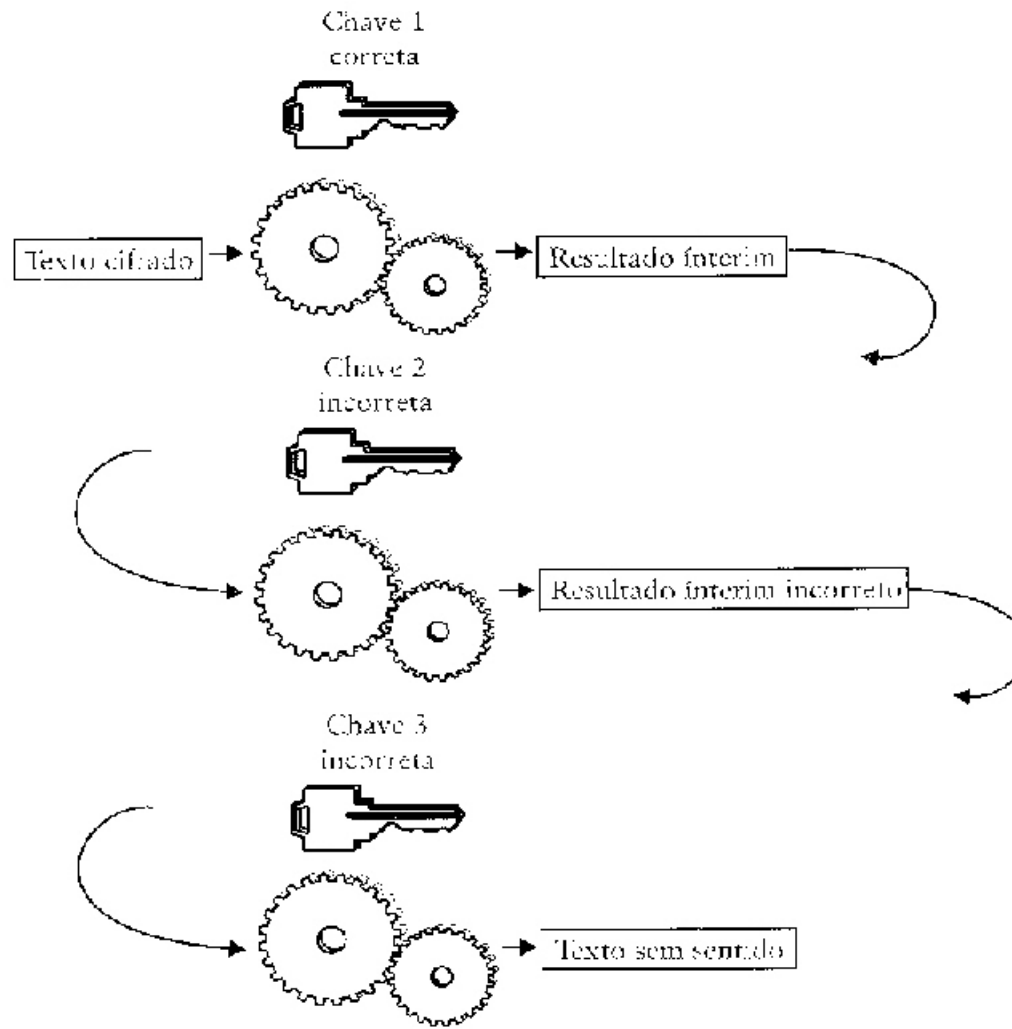 Chave 1
correta
Texto cifrado
Resultado ínterim
Chave 2
incorreta
Resultado ínterim incorreto
Chave 3
incorreta
Texto sem sentido